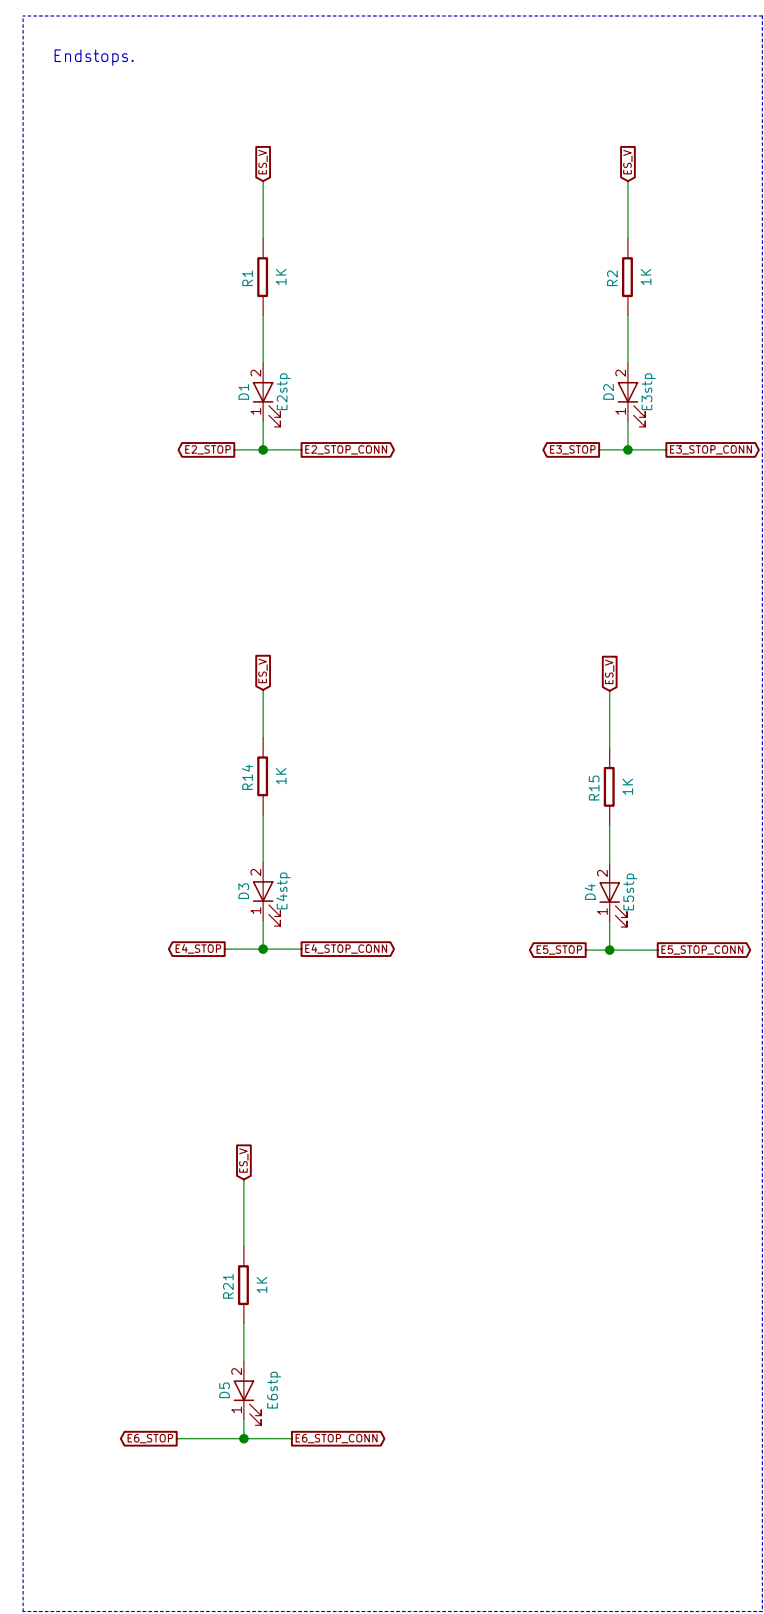 Endstops.
ES_V
ES_V
R1
1K
R2
1K
2
D1
E2stp
1
2
D2
E3stp
1
E2_STOP
E2_STOP_CONN
E3_STOP
E3_STOP_CONN
ES_V
ES_V
R14
1K
R15
1K
2
D3
E4stp
1
2
D4
E5stp
1
E4_STOP
E4_STOP_CONN
E5_STOP
E5_STOP_CONN
ES_V
R21
1K
2
D5
E6stp
1
E6_STOP
E6_STOP_CONN